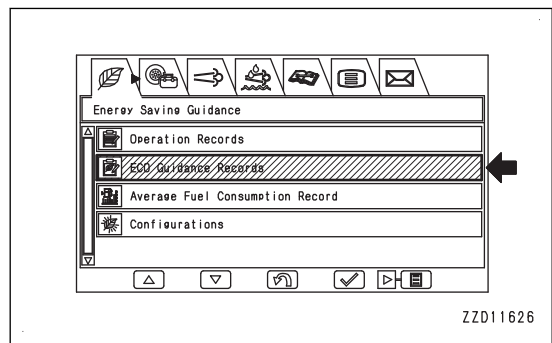 Energy Saving Guidance
Operation Records
ECO Guidance Records
Average Fuel Consumption Record
Configurations
ZZD11626